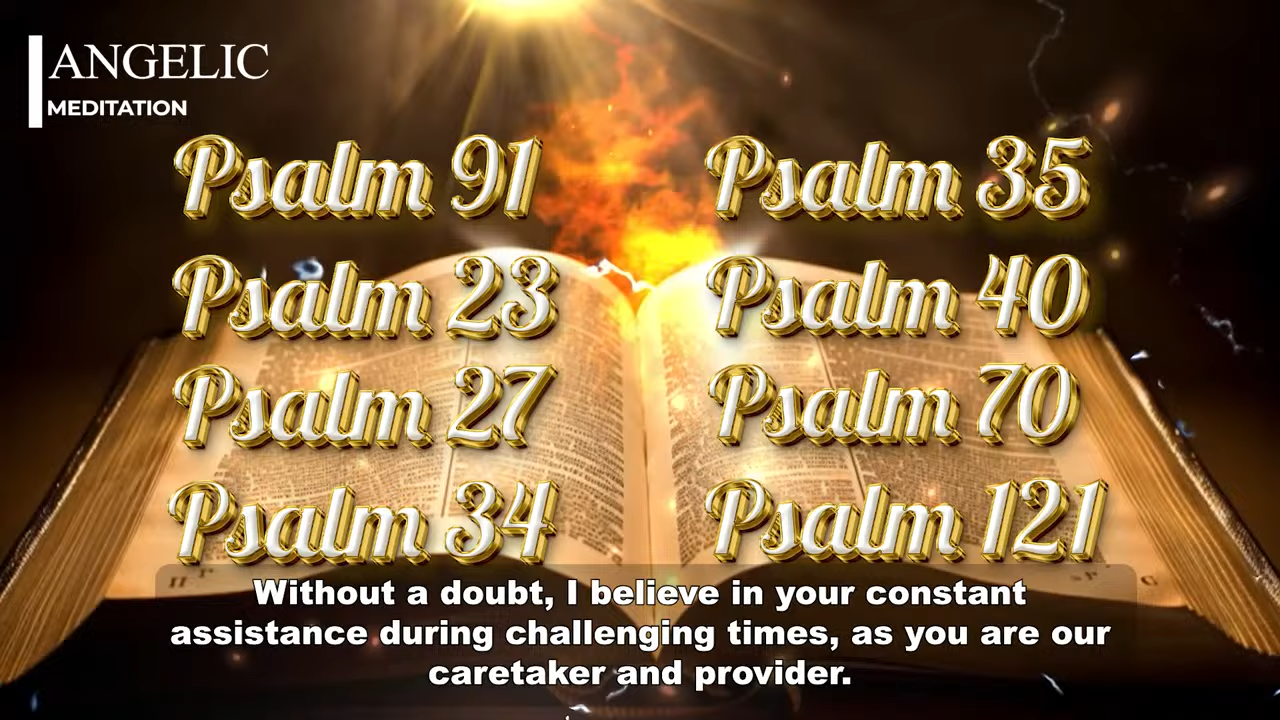 ANGELIC
MEDITATION
Psalm 91
Psalm 23
Psalm 27
Psalm 34
Psalm 35
Psalm 40
Psalm 70
Psalm 121
Without a doubt, I believe in your constant
assistance during challenging times, as you are our
caretaker and provider.